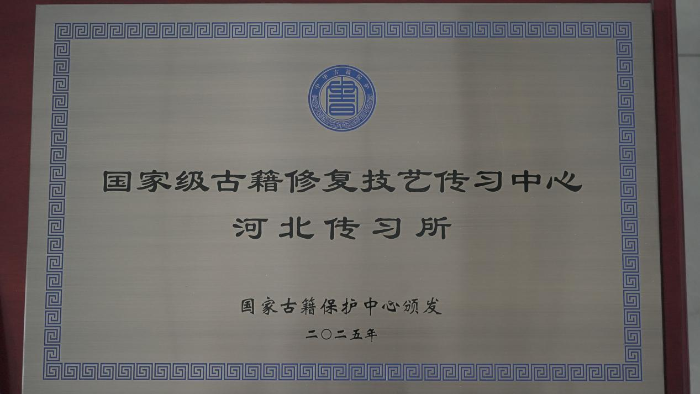 国家级古籍修复技艺传习中心
河北传习所
国家古籍保护中心颁发
二〇二五年